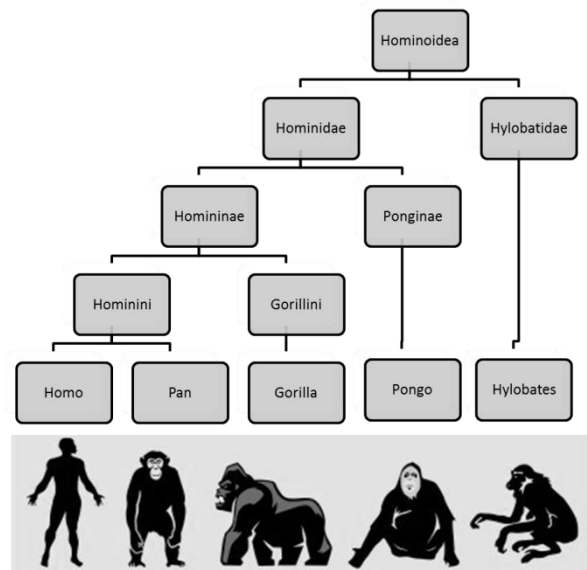 Hominoidea
Hominidae
Hylobatidae
Homininae
Ponginae
Hominini
Gorillini
Homo
Pan
Gorilla
Pongo
Hylobates